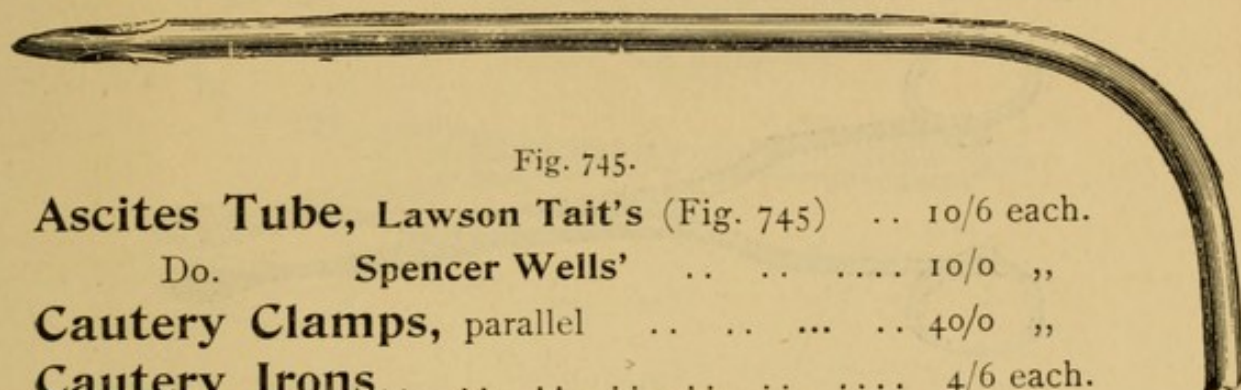 Fig. 745.
Ascites Tube, Lawson Tait's (Fig. 745) .. 10/6 each.
Do. Spencer Wells' .. .. .... 10/0 ,,
Cautery Clamps, parallel .. .. ... .. 40/0 ,,
Cautery Irons.. .. .. .. .. .. .... 4/6 each.